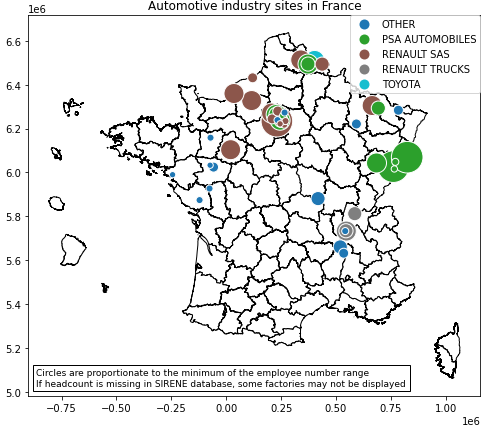 Automotive industry sites in France
1e6
OTHER
PSA AUTOMOBILES
RENAULT SAS
RENAULT TRUCKS
TOYOTA
6.6
6.4
6.2
6.0
5.8
5.6
5.4
5.2
5.0
Circles are proportionate to the minimum of the employee number range
If headcount is missing in SIRENE database, some factories may not be displayed
−0.75 −0.50 −0.25 0.00 0.25 0.50 0.75 1.00
1e6